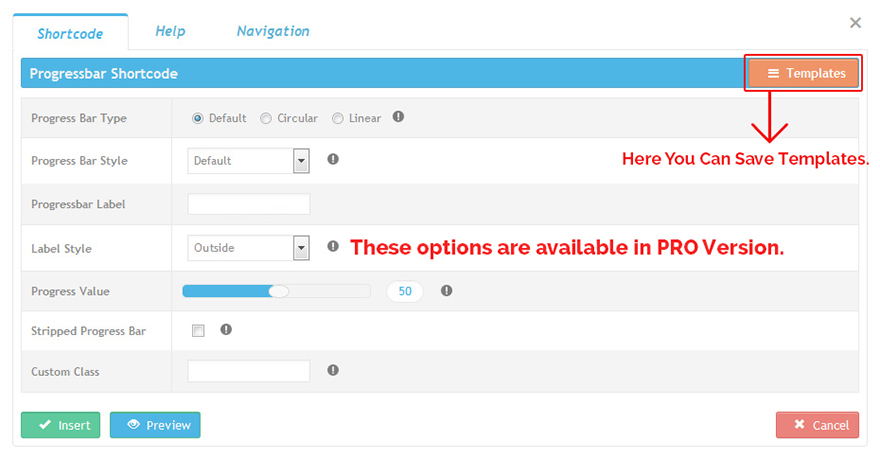 Shortcode Help Navigation
Progressbar Shortcode Templates
Progress Bar Type Default Circular Linear
Progress Bar Style Default
Here You Can Save Templates.
Progressbar Label
Label Style Outside These options are available in PRO Version.
Progress Value 50
Stripped Progress Bar
Custom Class
Insert Preview Cancel